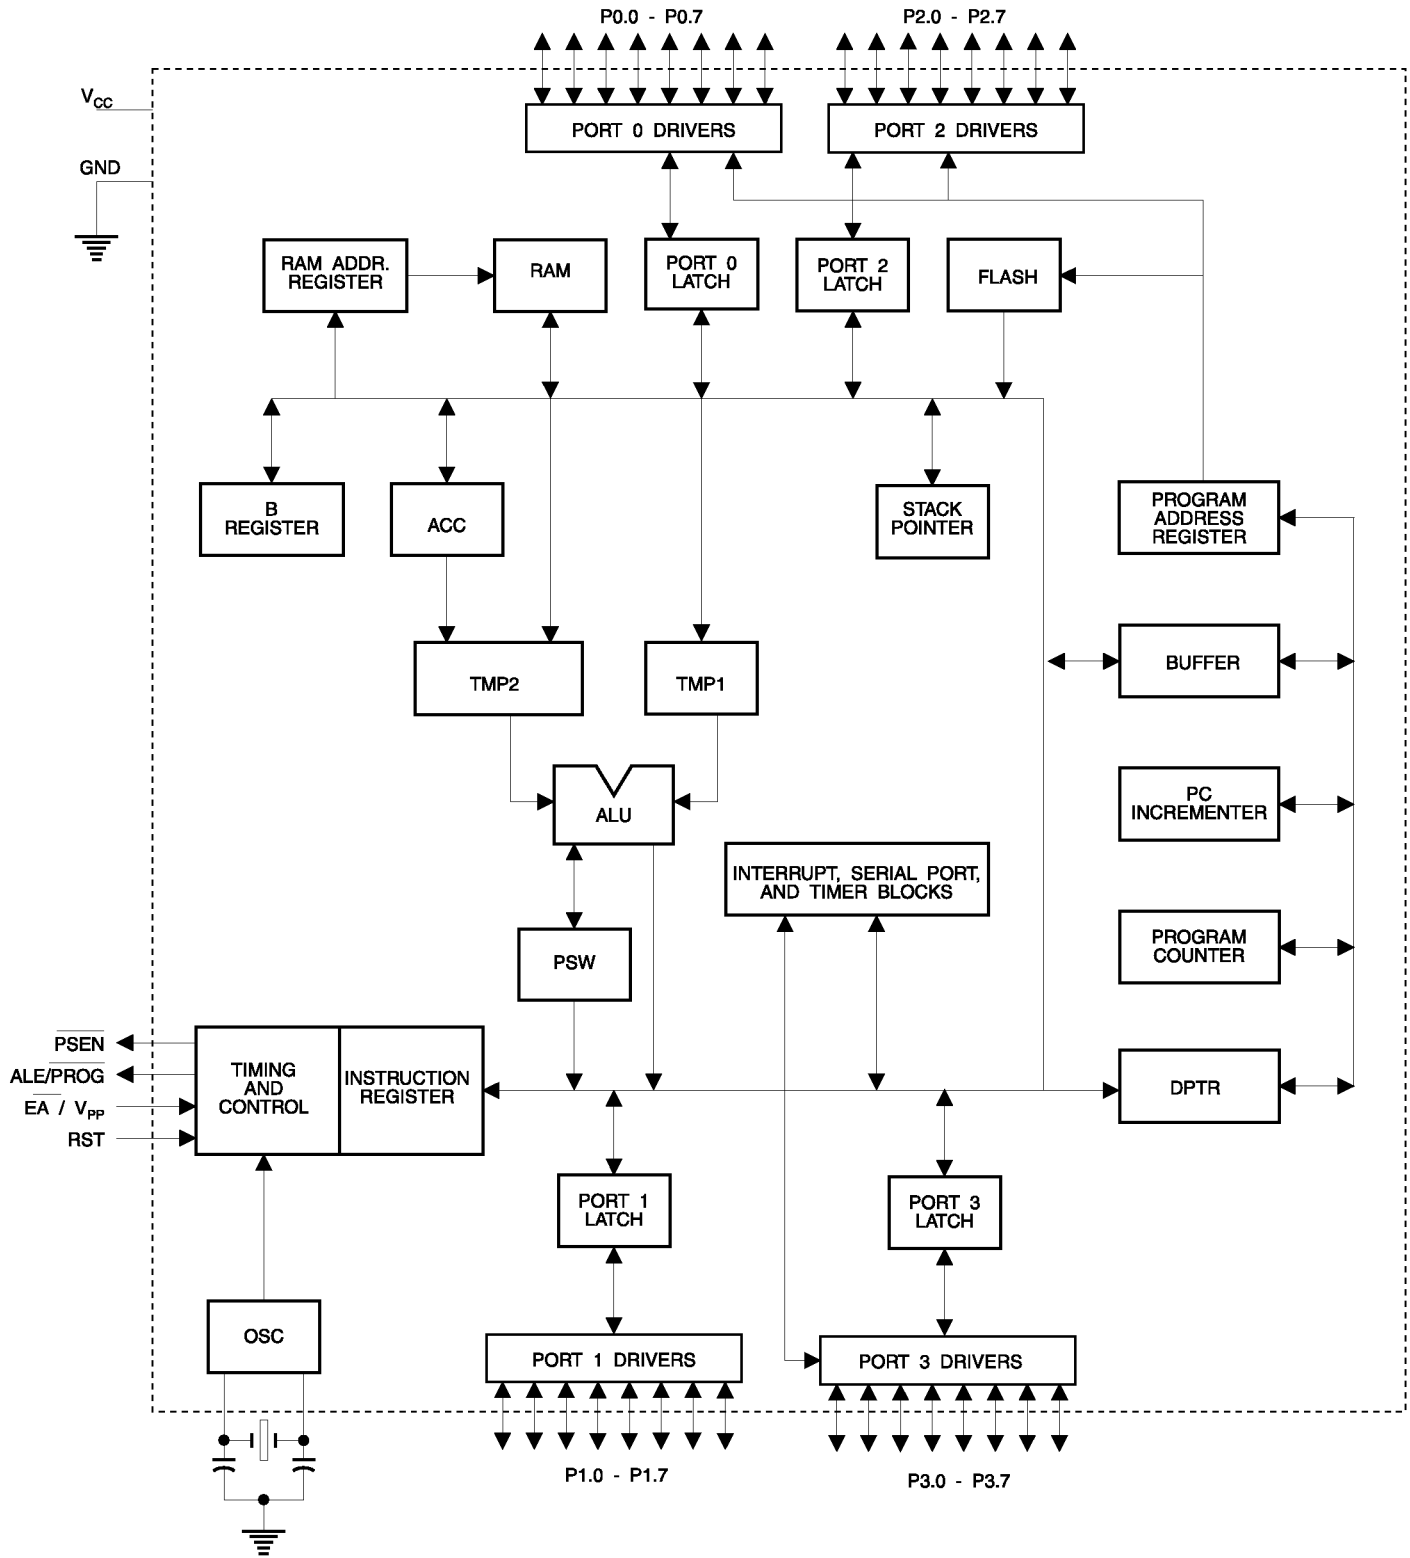 P0.0 - P0.7
P2.0 - P2.7
VCC
PORT 0 DRIVERS
PORT 2 DRIVERS
GND
RAM ADDR.
REGISTER
RAM
PORT 0
LATCH
PORT 2
LATCH
FLASH
B
REGISTER
ACC
STACK
POINTER
PROGRAM
ADDRESS
REGISTER
BUFFER
TMP2
TMP1
PC
INCREMENTER
ALU
INTERRUPT, SERIAL PORT,
AND TIMER BLOCKS
PROGRAM
COUNTER
PSW
PSEN
ALE/PROG
EA / VPP
RST
TIMING
AND
CONTROL
INSTRUCTION
REGISTER
DPTR
PORT 1
LATCH
PORT 3
LATCH
OSC
PORT 1 DRIVERS
PORT 3 DRIVERS
P1.0 - P1.7
P3.0 - P3.7